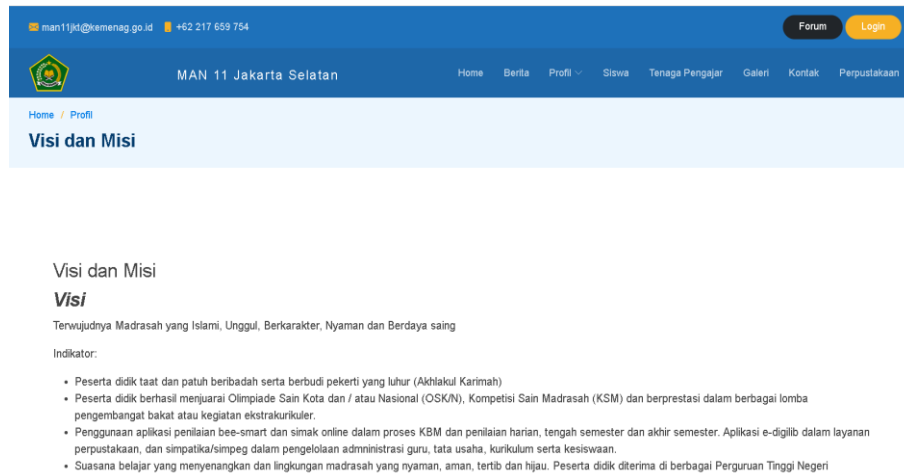 man11jkt@kemenag.go.id +62 217 659 754 Forum Login
MAN 11 Jakarta Selatan Home Berita Profil Siswa Tenaga Pengajar Galeri Kontak Perpustakaan
Home / Profil
Visi dan Misi
Visi dan Misi
Visi
Terwujudnya Madrasah yang Islami, Unggul, Berkarakter, Nyaman dan Berdaya saing
Indikator:
• Peserta didik taat dan patuh beribadah serta berbudi pekerti yang luhur (Akhlakul Karimah)
• Peserta didik berhasil menjuarai Olimpiade Sain Kota dan / atau Nasional (OSK/N), Kompetisi Sain Madrasah (KSM) dan berprestasi dalam berbagai lomba
pengembangat bakat atau kegiatan ekstrakurikuler.
• Penggunaan aplikasi penilaian bee-smart dan simak online dalam proses KBM dan penilaian harian, tengah semester dan akhir semester. Aplikasi e-digilib dalam layanan
perpustakaan, dan simpatika/simpeg dalam pengelolaan admninistrasi guru, tata usaha, kurikulum serta kesiswaan.
• Suasana belajar yang menyenangkan dan lingkungan madrasah yang nyaman, aman, tertib dan hijau. Peserta didik diterima di berbagai Perguruan Tinggi Negeri